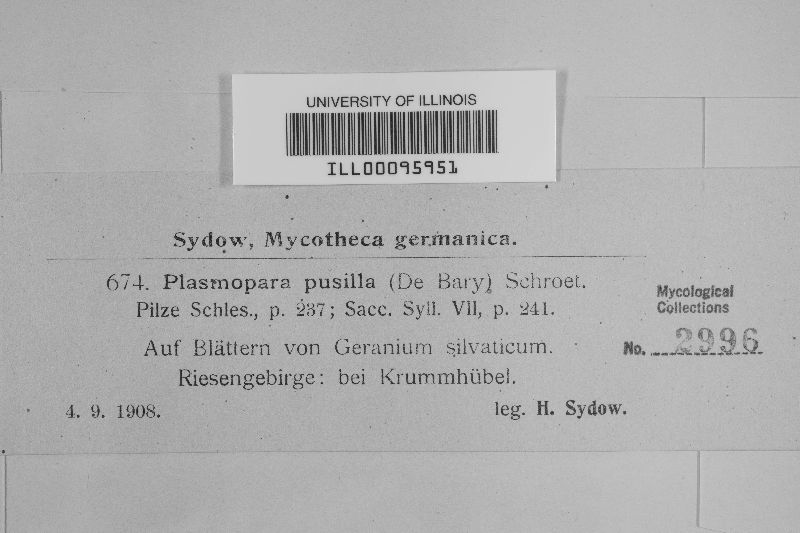 UNIVERSITY OF ILLINOIS
ILL00095951
Sydow, Mycotheca germanica.
674. Plasmopara pusilla (De Bary) Schroet.
Pilze Schles., p. 237; Sacc. Syll. VII, p. 241.
Auf Blättern von Geranium silvaticum.
Riesengebirge: bei Krummhübel.
4. 9. 1908. leg. H. Sydow.
Mycological
Collections
No. 2996